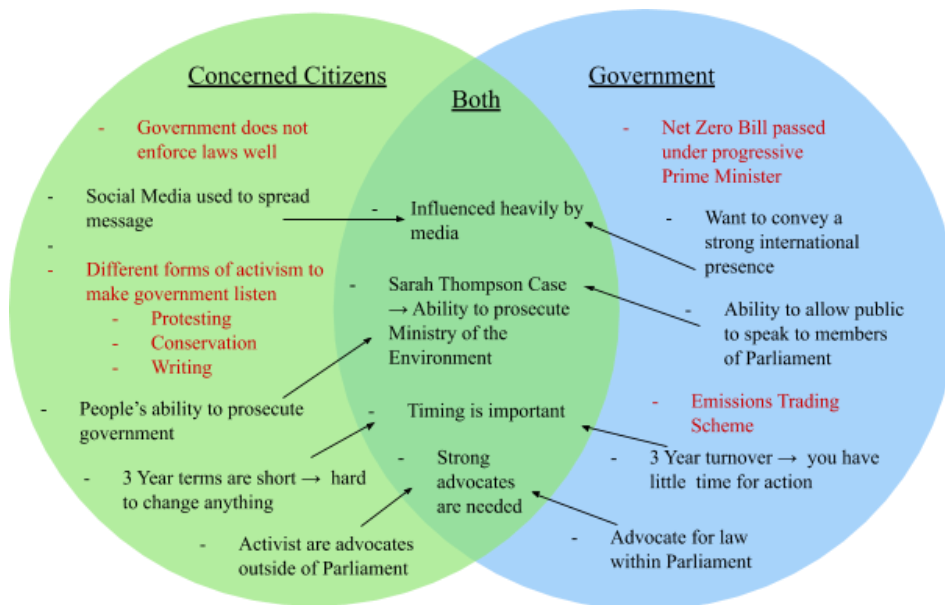 Concerned Citizens
- Government does not
enforce laws well
- Social Media used to spread
message
-
- Different forms of activism to
make government listen
- Protesting
- Conservation
- Writing
- People's ability to prosecute
government
- 3 Year terms are short → hard
to change anything
- Activist are advocates
outside of Parliament
Both
- Influenced heavily by
media
- Sarah Thompson Case
→ Ability to prosecute
Ministry of the
Environment
- Timing is important
- Strong
advocates
are needed
Government
- Net Zero Bill passed
under progressive
Prime Minister
- Want to convey a
strong international
presence
- Ability to allow public
to speak to members
of Parliament
- Emissions Trading
Scheme
- 3 Year turnover → you have
little time for action
- Advocate for law
within Parliament